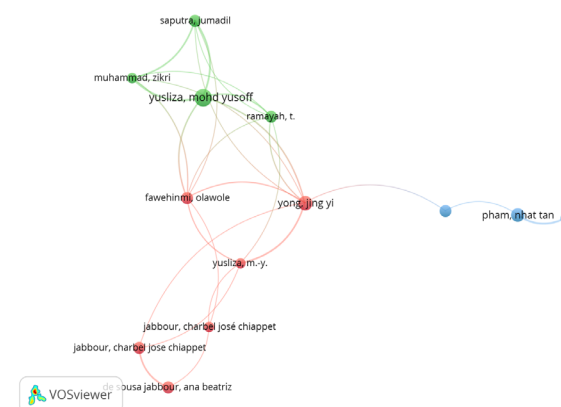 saputra, jumadil
muhammad, zikri
yusliza, mohd yusoff
ramayah, t.
fawehinmi, olawole
yong, jing yi
pham, nhat tan
yusliza, m.-y.
jabbour, charbel josé chiappet
jabbour, charbel jose chiappet
de sousa jabbour, ana beatriz
VOSviewer